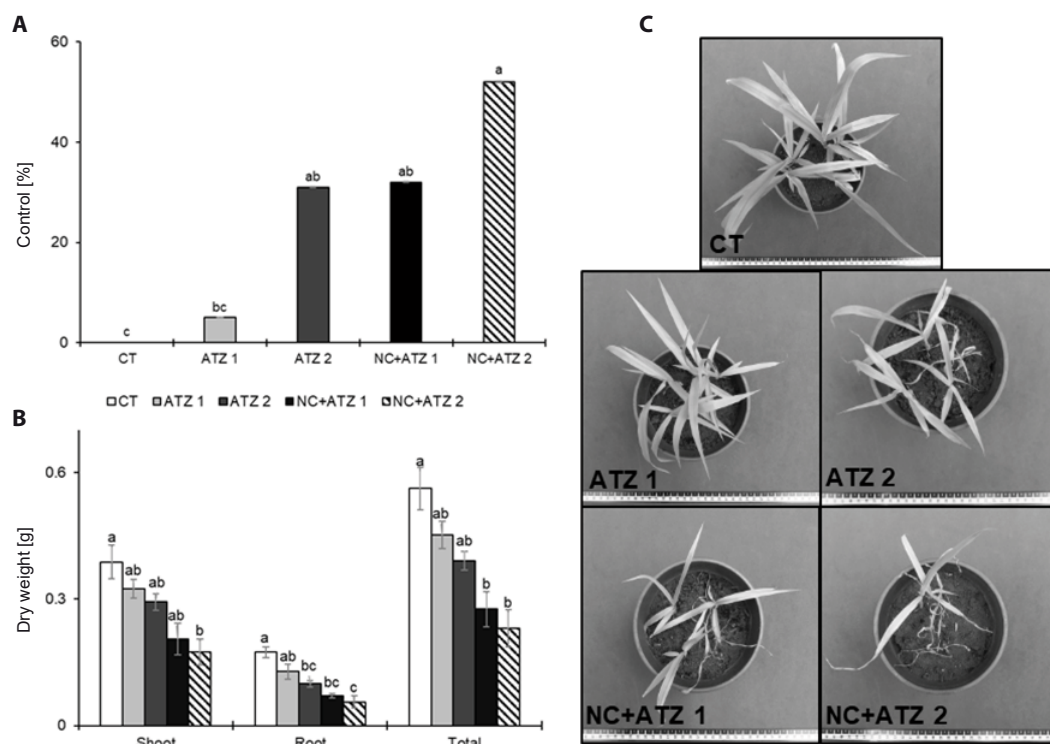 A
C
Control [%]
60
40
20
0
c
bc
ab
ab
a
CT
ATZ 1
ATZ 2
NC+ATZ 1
NC+ATZ 2
CT ATZ 1 ATZ 2 NC+ATZ 1 NC+ATZ 2
B
Dry weight [g]
0.6
0.3
0
a
ab
ab
ab
b
a
ab
bc
bc
c
a
ab
ab
b
b
Shoot
Root
Total
CT
ATZ 1
ATZ 2
NC+ATZ 1
NC+ATZ 2